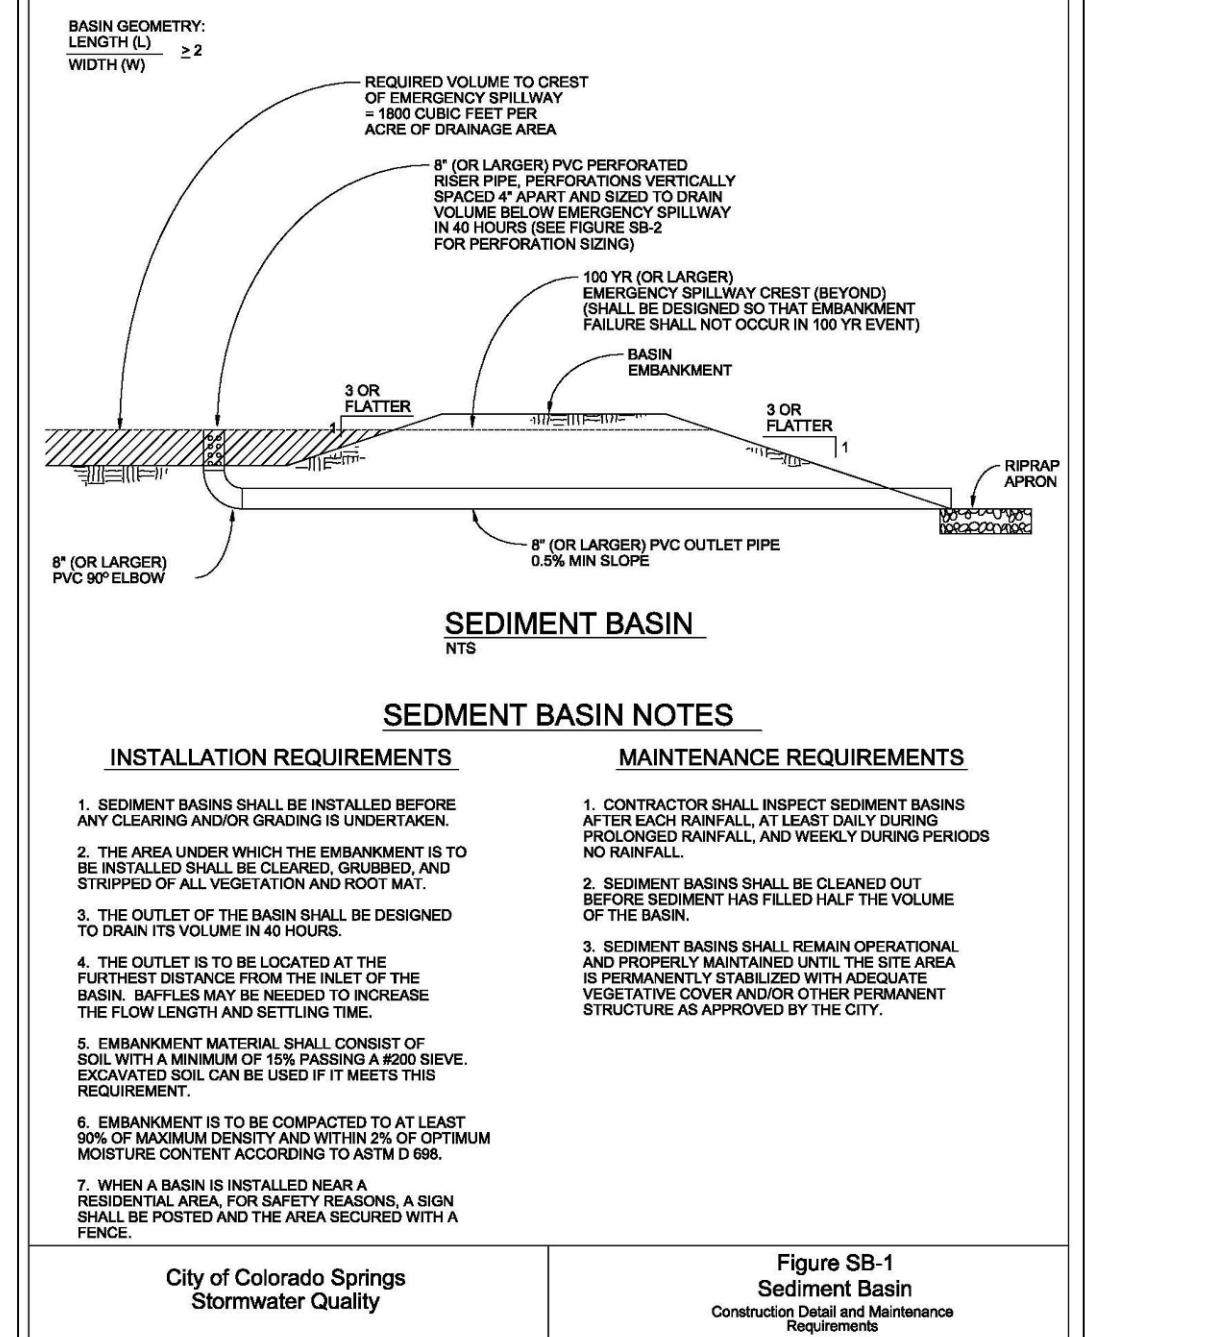 BASIN GEOMETRY:
LENGTH (L)
WIDTH (W)
≥ 2
REQUIRED VOLUME TO CREST
OF EMERGENCY SPILLWAY
= 1800 CUBIC FEET PER
ACRE OF DRAINAGE AREA
8" (OR LARGER) PVC PERFORATED
RISER PIPE, PERFORATIONS VERTICALLY
SPACED 4" APART AND SIZED TO DRAIN
VOLUME BELOW EMERGENCY SPILLWAY
IN 40 HOURS (SEE FIGURE SB-2
FOR PERFORATION SIZING)
100 YR (OR LARGER)
EMERGENCY SPILLWAY CREST (BEYOND)
(SHALL BE DESIGNED SO THAT EMBANKMENT
FAILURE SHALL NOT OCCUR IN 100 YR EVENT)
BASIN
EMBANKMENT
3 OR
FLATTER
1
3 OR
FLATTER
1
RIPRAP
APRON
8" (OR LARGER) PVC OUTLET PIPE
0.5% MIN SLOPE
8" (OR LARGER)
PVC 90° ELBOW
SEDIMENT BASIN
NTS
SEDMENT BASIN NOTES
INSTALLATION REQUIREMENTS
1. SEDIMENT BASINS SHALL BE INSTALLED BEFORE
ANY CLEARING AND/OR GRADING IS UNDERTAKEN.
2. THE AREA UNDER WHICH THE EMBANKMENT IS TO
BE INSTALLED SHALL BE CLEARED, GRUBBED, AND
STRIPPED OF ALL VEGETATION AND ROOT MAT.
3. THE OUTLET OF THE BASIN SHALL BE DESIGNED
TO DRAIN ITS VOLUME IN 40 HOURS.
4. THE OUTLET IS TO BE LOCATED AT THE
FURTHEST DISTANCE FROM THE INLET OF THE
BASIN. BAFFLES MAY BE NEEDED TO INCREASE
THE FLOW LENGTH AND SETTLING TIME.
5. EMBANKMENT MATERIAL SHALL CONSIST OF
SOIL WITH A MINIMUM OF 15% PASSING A #200 SIEVE.
EXCAVATED SOIL CAN BE USED IF IT MEETS THIS
REQUIREMENT.
6. EMBANKMENT IS TO BE COMPACTED TO AT LEAST
90% OF MAXIMUM DENSITY AND WITHIN 2% OF OPTIMUM
MOISTURE CONTENT ACCORDING TO ASTM D 698.
7. WHEN A BASIN IS INSTALLED NEAR A
RESIDENTIAL AREA, FOR SAFETY REASONS, A SIGN
SHALL BE POSTED AND THE AREA SECURED WITH A
FENCE.
MAINTENANCE REQUIREMENTS
1. CONTRACTOR SHALL INSPECT SEDIMENT BASINS
AFTER EACH RAINFALL, AT LEAST DAILY DURING
PROLONGED RAINFALL, AND WEEKLY DURING PERIODS
NO RAINFALL.
2. SEDIMENT BASINS SHALL BE CLEANED OUT
BEFORE SEDIMENT HAS FILLED HALF THE VOLUME
OF THE BASIN.
3. SEDIMENT BASINS SHALL REMAIN OPERATIONAL
AND PROPERLY MAINTAINED UNTIL THE SITE AREA
IS PERMANENTLY STABILIZED WITH ADEQUATE
VEGETATIVE COVER AND/OR OTHER PERMANENT
STRUCTURE AS APPROVED BY THE CITY.
City of Colorado Springs
Stormwater Quality
Figure SB-1
Sediment Basin
Construction Detail and Maintenance
Requirements